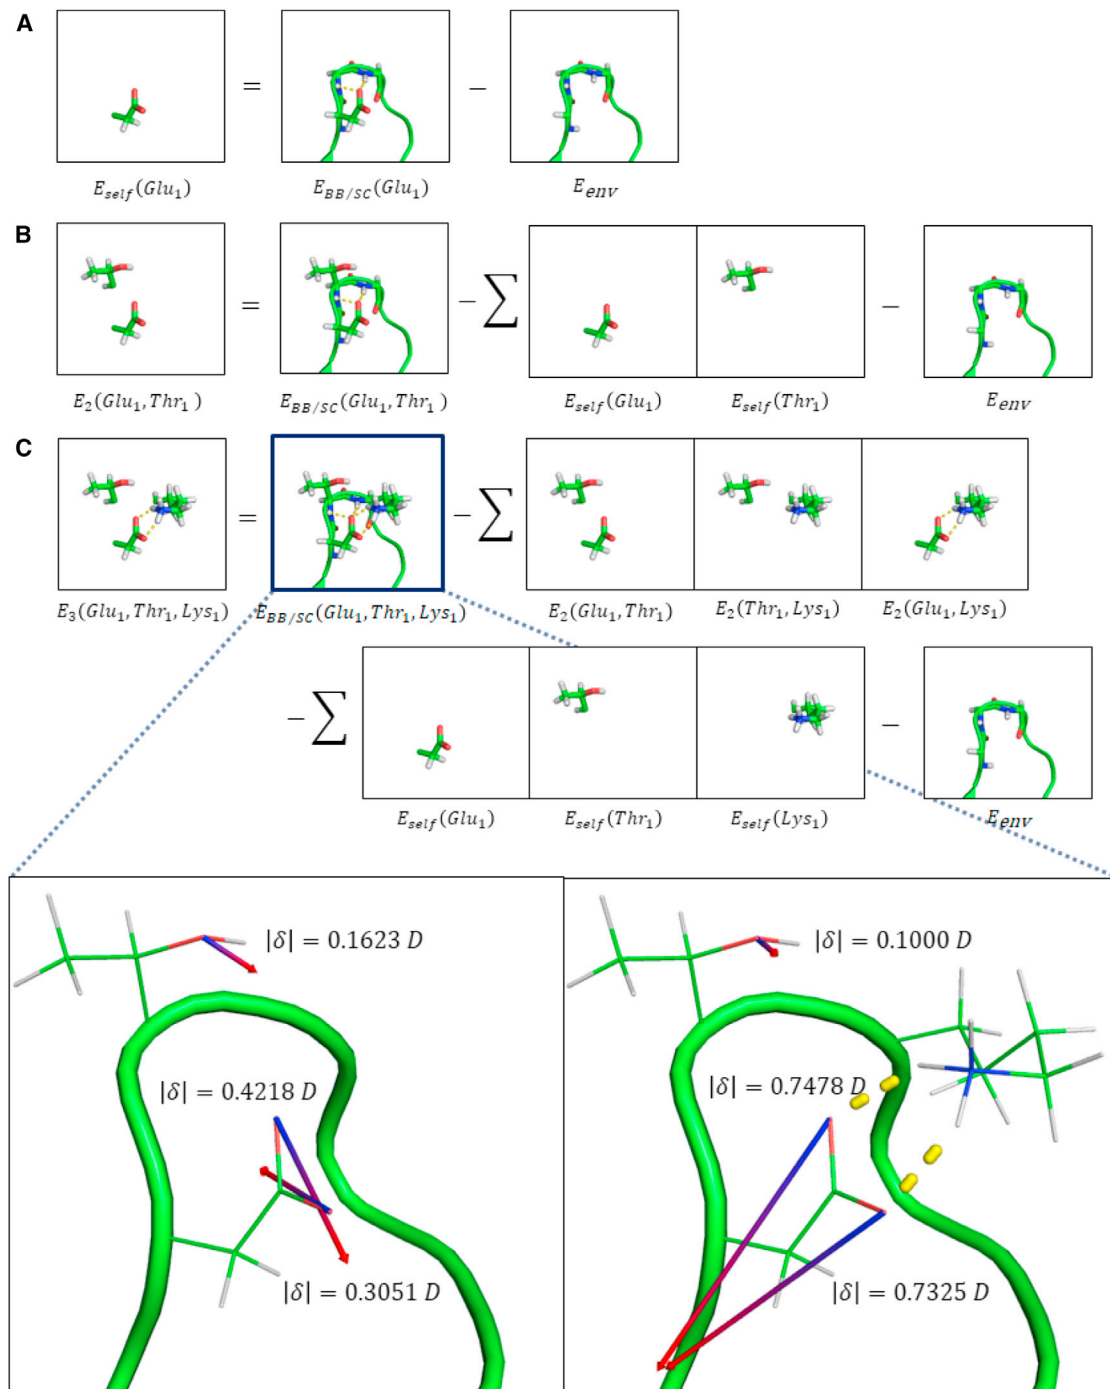 A
=
−
E_self(Glu_1)
E_BB/SC(Glu_1)
E_env
B
=
− ∑
−
E_2(Glu_1, Thr_1)
E_BB/SC(Glu_1, Thr_1)
E_self(Glu_1)
E_self(Thr_1)
E_env
C
=
− ∑
E_3(Glu_1, Thr_1, Lys_1)
E_BB/SC(Glu_1, Thr_1, Lys_1)
E_2(Glu_1, Thr_1)
E_2(Thr_1, Lys_1)
E_2(Glu_1, Lys_1)
− ∑
−
E_self(Glu_1)
E_self(Thr_1)
E_self(Lys_1)
E_env
|δ| = 0.1623 D
|δ| = 0.4218 D
|δ| = 0.3051 D
|δ| = 0.1000 D
|δ| = 0.7478 D
|δ| = 0.7325 D